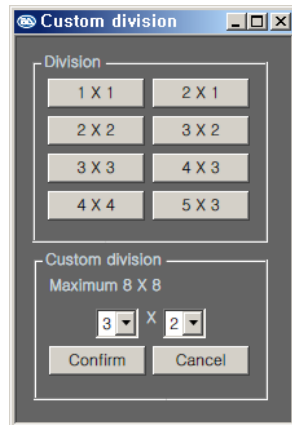 Custom division
Division
1 X 1 2 X 1
2 X 2 3 X 2
3 X 3 4 X 3
4 X 4 5 X 3
Custom division
Maximum 8 X 8
3 X 2
Confirm Cancel